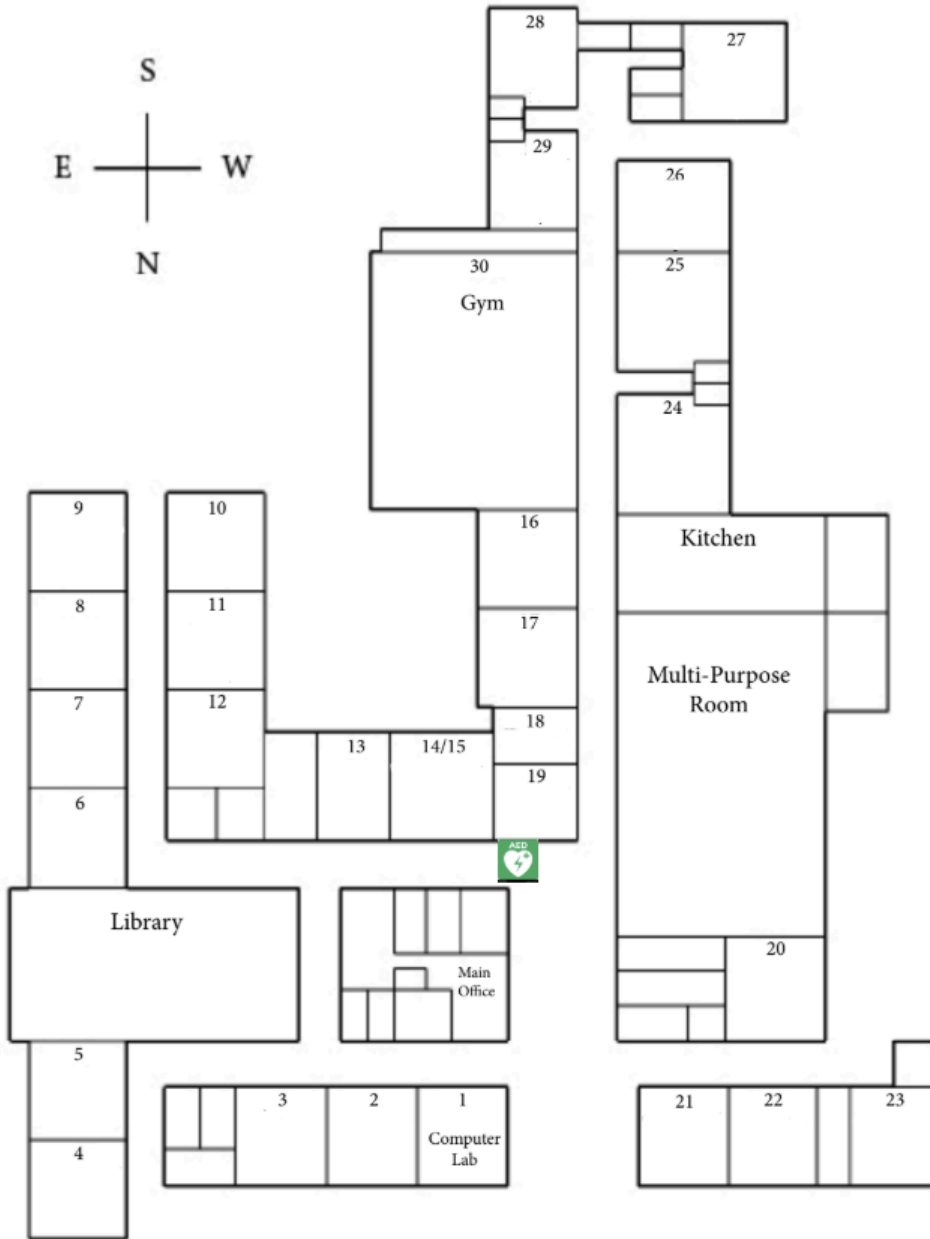 28
27
S
E
W
N
29
26
30
Gym
25
24
9
10
16
Kitchen
8
11
17
Multi-Purpose
Room
7
12
18
13
14/15
19
6
AED
Library
20
Main
Office
5
3
2
1
21
22
23
Computer
Lab
4